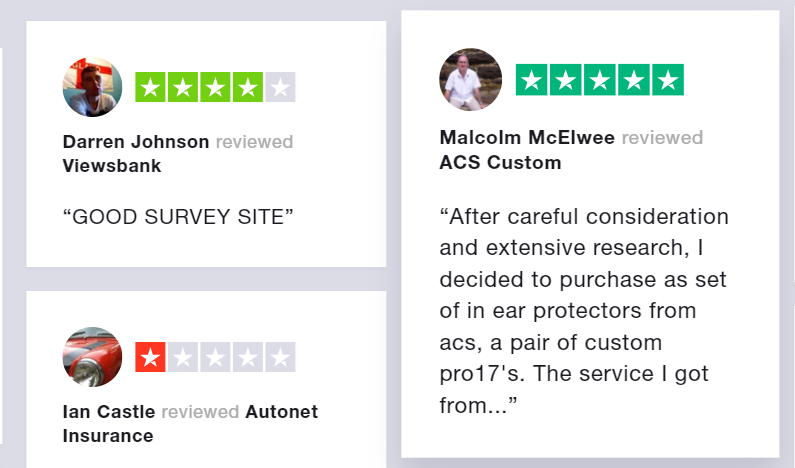 Darren Johnson reviewed
Viewsbank
“GOOD SURVEY SITE”
Ian Castle reviewed Autonet
Insurance
Malcolm McElwee reviewed
ACS Custom
“After careful consideration
and extensive research, I
decided to purchase as set
of in ear protectors from
acs, a pair of custom
pro17's. The service I got
from...”